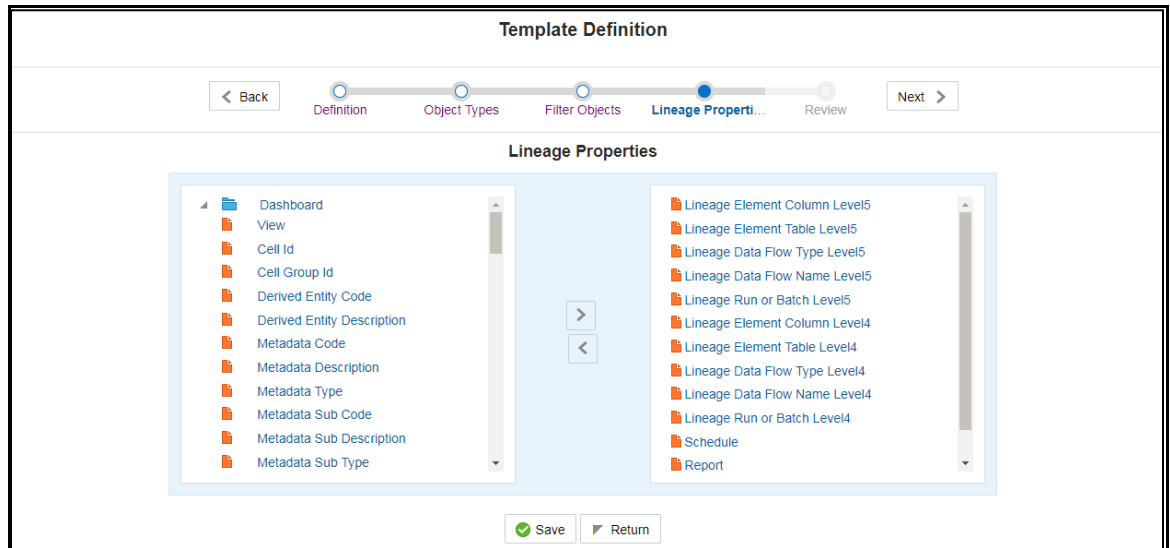 Template Definition
Back
Definition
Object Types
Filter Objects
Lineage Properti...
Review
Next
Lineage Properties
Dashboard
View
Cell Id
Cell Group Id
Derived Entity Code
Derived Entity Description
Metadata Code
Metadata Description
Metadata Type
Metadata Sub Code
Metadata Sub Description
Metadata Sub Type
Lineage Element Column Level5
Lineage Element Table Level5
Lineage Data Flow Type Level5
Lineage Data Flow Name Level5
Lineage Run or Batch Level5
Lineage Element Column Level4
Lineage Element Table Level4
Lineage Data Flow Type Level4
Lineage Data Flow Name Level4
Lineage Run or Batch Level4
Schedule
Report
Save
Return